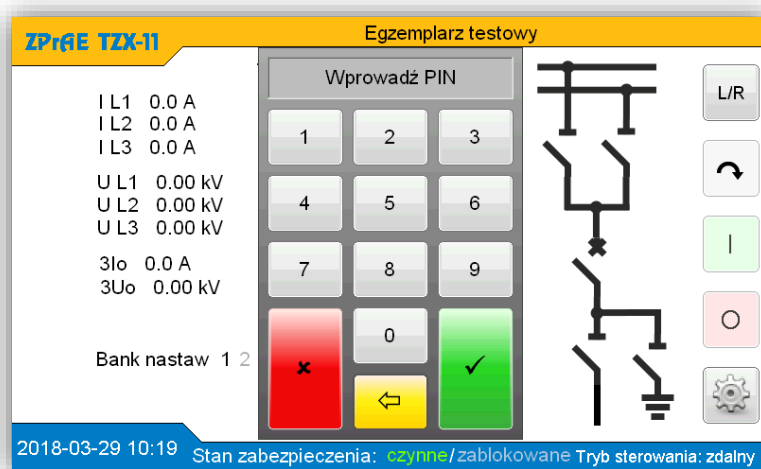 ZPrAE TZX-11
Egzemplarz testowy
Wprowadź PIN
I L1 0.0 A
I L2 0.0 A
I L3 0.0 A
U L1 0.00 kV
U L2 0.00 kV
U L3 0.00 kV
3Io 0.0 A
3Uo 0.00 kV
Bank nastaw 1 2
1 2 3
4 5 6
7 8 9
0
L/R
I
O
2018-03-29 10:19
Stan zabezpieczenia: czynne/zablokowane
Tryb sterowania: zdalny